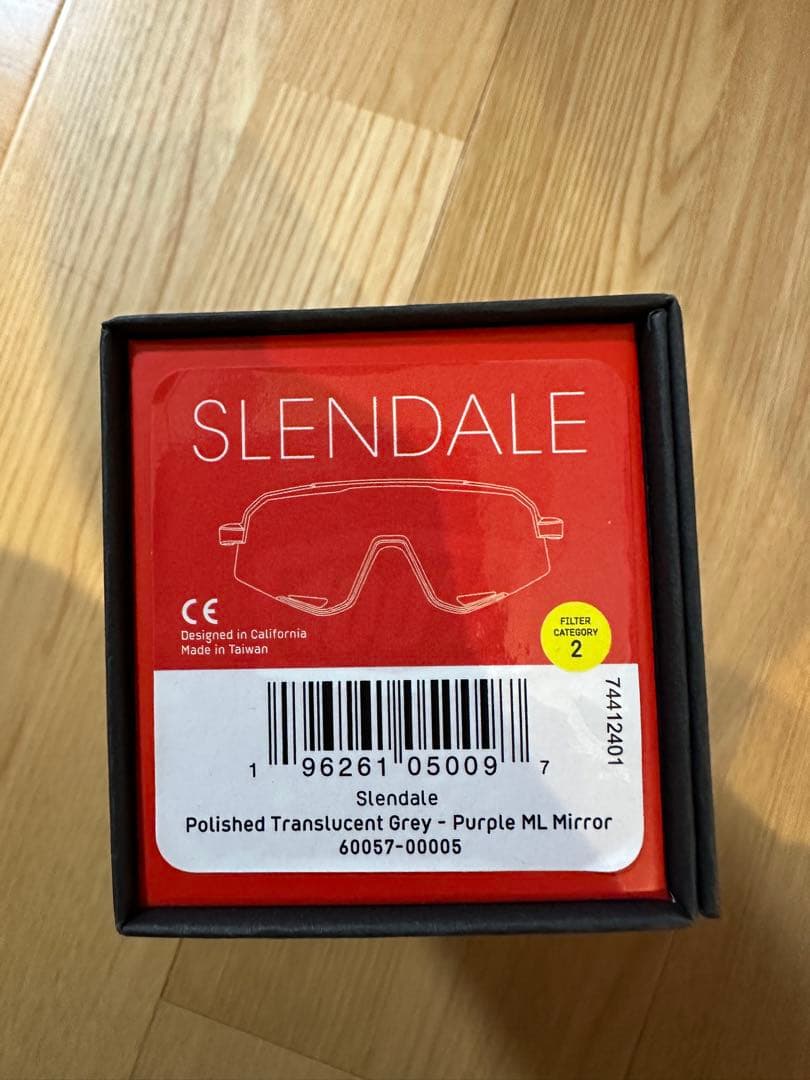 SLENDALE
CE
Designed in California
Made in Taiwan
FILTER
CATEGORY
2
74412401
1 96261 05009 7
Slendale
Polished Translucent Grey - Purple ML Mirror
60057-00005